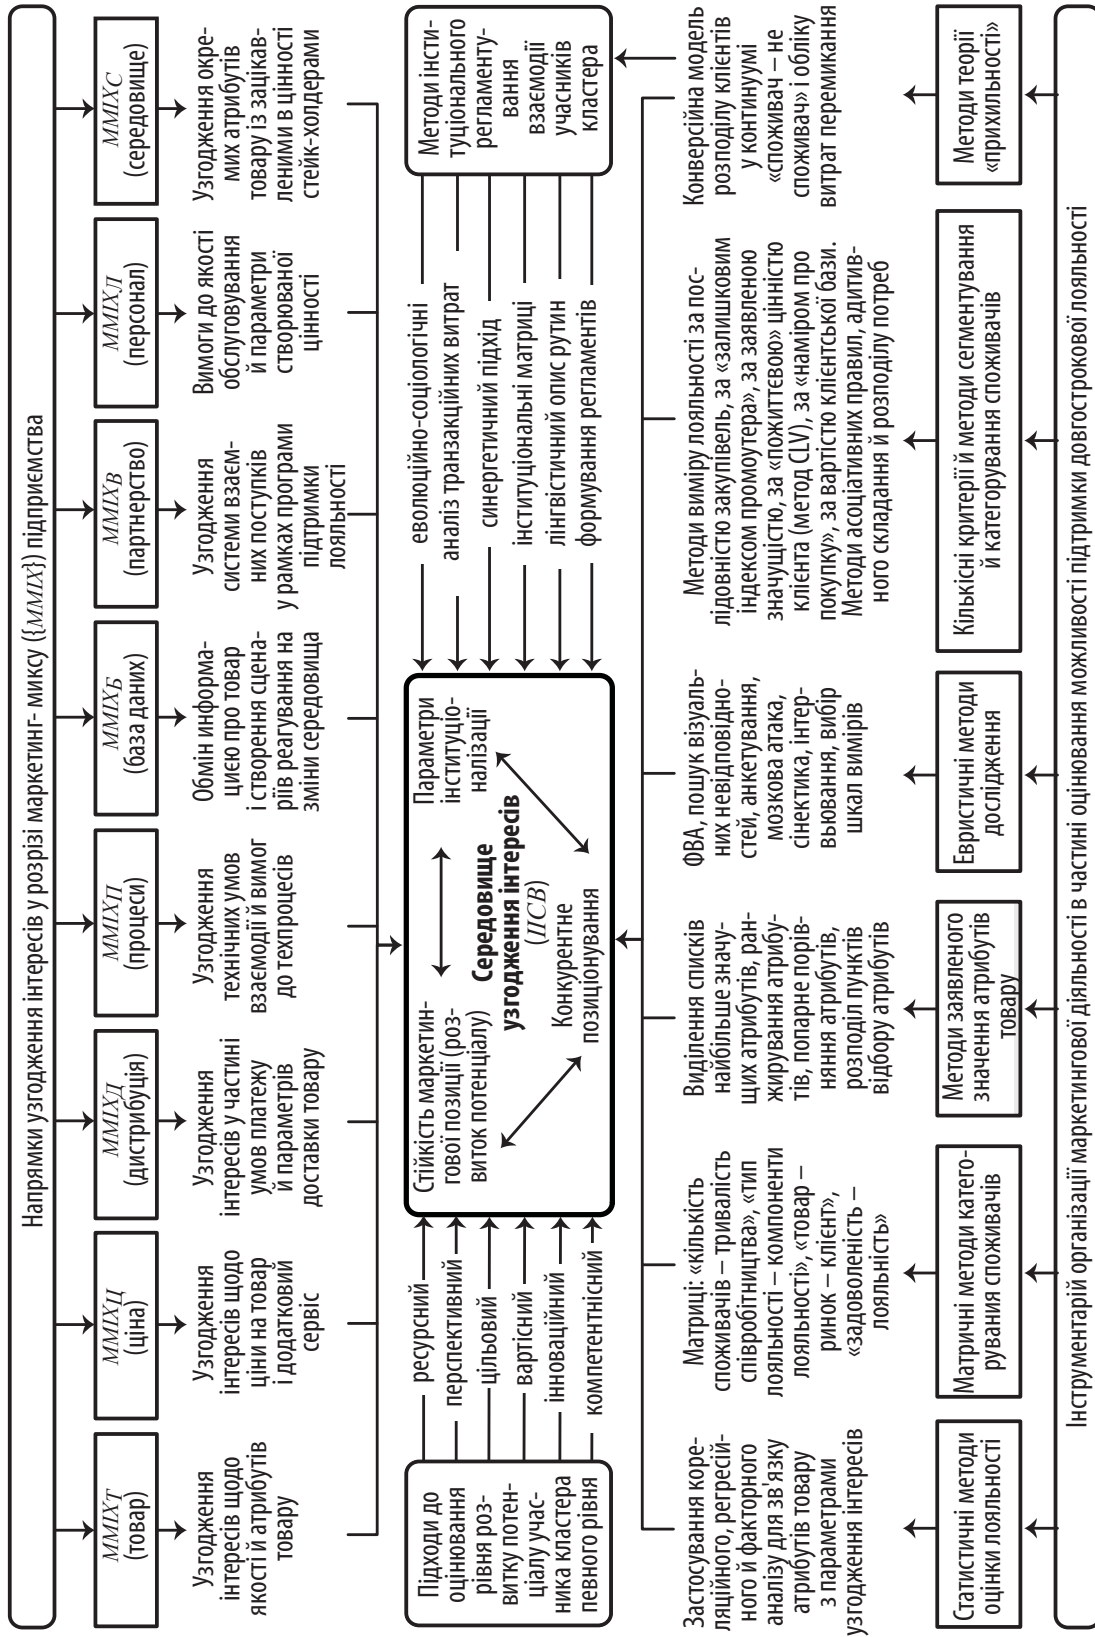 Напрямки узгодження інтересів у розрізі маркетинг- миксу ({MMIX}) підприємства
MMIXТ
(товар)
MMIXЦ
(ціна)
MMIXД
(дистрибуція)
MMIXП
(процеси)
MMIXБ
(база даних)
MMIXВ
(партнерство)
MMIXЛ
(персонал)
MMIXС
(середовище)
Узгодження
інтересів щодо
якості й атрибутів
товару
Узгодження
інтересів щодо
ціни на товар
і додатковий
сервіс
Узгодження
інтересів у частині
умов платежу
й параметрів
доставки товару
Узгодження
технічних умов
взаємодії й вимог
до техпроцесів
Обмін информа-
цією про товар
і створення сцена-
ріїв реагування на
зміни середовища
Узгодження
системи взаєм-
них поступків
у рамках програми
підтримки
лояльності
Вимоги до якості
обслуговування
й параметри
створюваної
цінності
Узгодження окре-
мих атрибутів
товару із зацікав-
леними в цінності
стейк-холдерами
Підходи до
оцінювання
рівня роз-
витку потен-
ціалу учас-
ника кластера
певного рівня
ресурсний
перспективний
цільовий
вартісний
інноваційний
компетентнісний
Стійкість маркетин-
гової позиції (роз-
виток потенціалу)
Параметри
інституціо-
налізації
Середовище
узгодження інтересів
(ІІСВ)
Конкурентне
позиціонування
еволюційно-соціологічні
аналіз транзакційних витрат
синергетичний підхід
інституціональні матриці
лінгвістичний опис рутин
формування регламентів
Методи інсти-
туціонального
регламенту-
вання
взаємодії
учасників
кластера
Застосування коре-
ляційного, регресій-
ного й факторного
аналізу для зв'язку
атрибутів товару
з параметрами
узгодження інтересів
Матриці: «кількість
споживачів – тривалість
співробітництва», «тип
лояльності – компоненти
лояльності», «товар –
ринок – клієнт»,
«задоволеність –
лояльність»
Виділення списків
найбільше значу-
щих атрибутів, ран-
жирування атрибу-
тів, попарне порів-
няння атрибутів,
розподіл пунктів
відбору атрибутів
ФВА, пошук візуаль-
них невідповідно-
стей, анкетування,
мозкова атака,
сінектика, інтер-
вьювання, вибір
шкал вимірів
Методи виміру лояльності за пос-
лідовністю закупівель, за «залишковим
індексом промоутера», за заявленою
значущістю, за «пожиттєвою» цінністю
клієнта (метод CLV), за «наміром про
покупку», за вартістю клієнтської бази.
Методи асоціативних правил, адитив-
ного складання й розподілу потреб
Конверсійна модель
розподілу клієнтів
у континуумі
«споживач – не
споживач» і обліку
витрат перемикання
Статистичні методи
оцінки лояльності
Матричні методи катего-
рування споживачів
Методи заявленого
значення атрибутів
товару
Евристичні методи
дослідження
Кількісні критерії й методи сегментування
й категорування споживачів
Методи теорії
«прихильності»
Інструментарій організації маркетингової діяльності в частині оцінювання можливості підтримки довгострокової лояльності